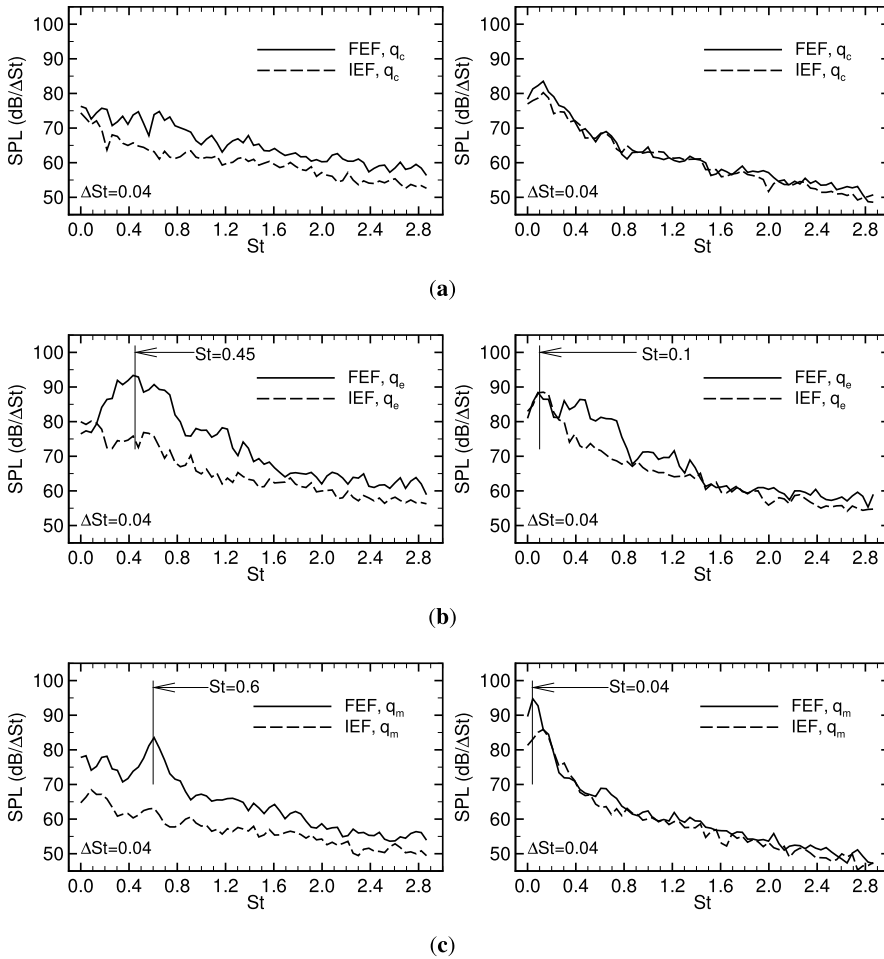 100
90
80
70
60
50
SPL (dB/ΔSt)
FEF, q_c
IEF, q_c
ΔSt=0.04
0.0 0.4 0.8 1.2 1.6 2.0 2.4 2.8
St
100
90
80
70
60
50
SPL (dB/ΔSt)
FEF, q_c
IEF, q_c
ΔSt=0.04
0.0 0.4 0.8 1.2 1.6 2.0 2.4 2.8
St
(a)
100
90
80
70
60
50
SPL (dB/ΔSt)
St=0.45
FEF, q_e
IEF, q_e
ΔSt=0.04
0.0 0.4 0.8 1.2 1.6 2.0 2.4 2.8
St
100
90
80
70
60
50
SPL (dB/ΔSt)
St=0.1
FEF, q_e
IEF, q_e
ΔSt=0.04
0.0 0.4 0.8 1.2 1.6 2.0 2.4 2.8
St
(b)
100
90
80
70
60
50
SPL (dB/ΔSt)
St=0.6
FEF, q_m
IEF, q_m
ΔSt=0.04
0.0 0.4 0.8 1.2 1.6 2.0 2.4 2.8
St
100
90
80
70
60
50
SPL (dB/ΔSt)
St=0.04
FEF, q_m
IEF, q_m
ΔSt=0.04
0.0 0.4 0.8 1.2 1.6 2.0 2.4 2.8
St
(c)